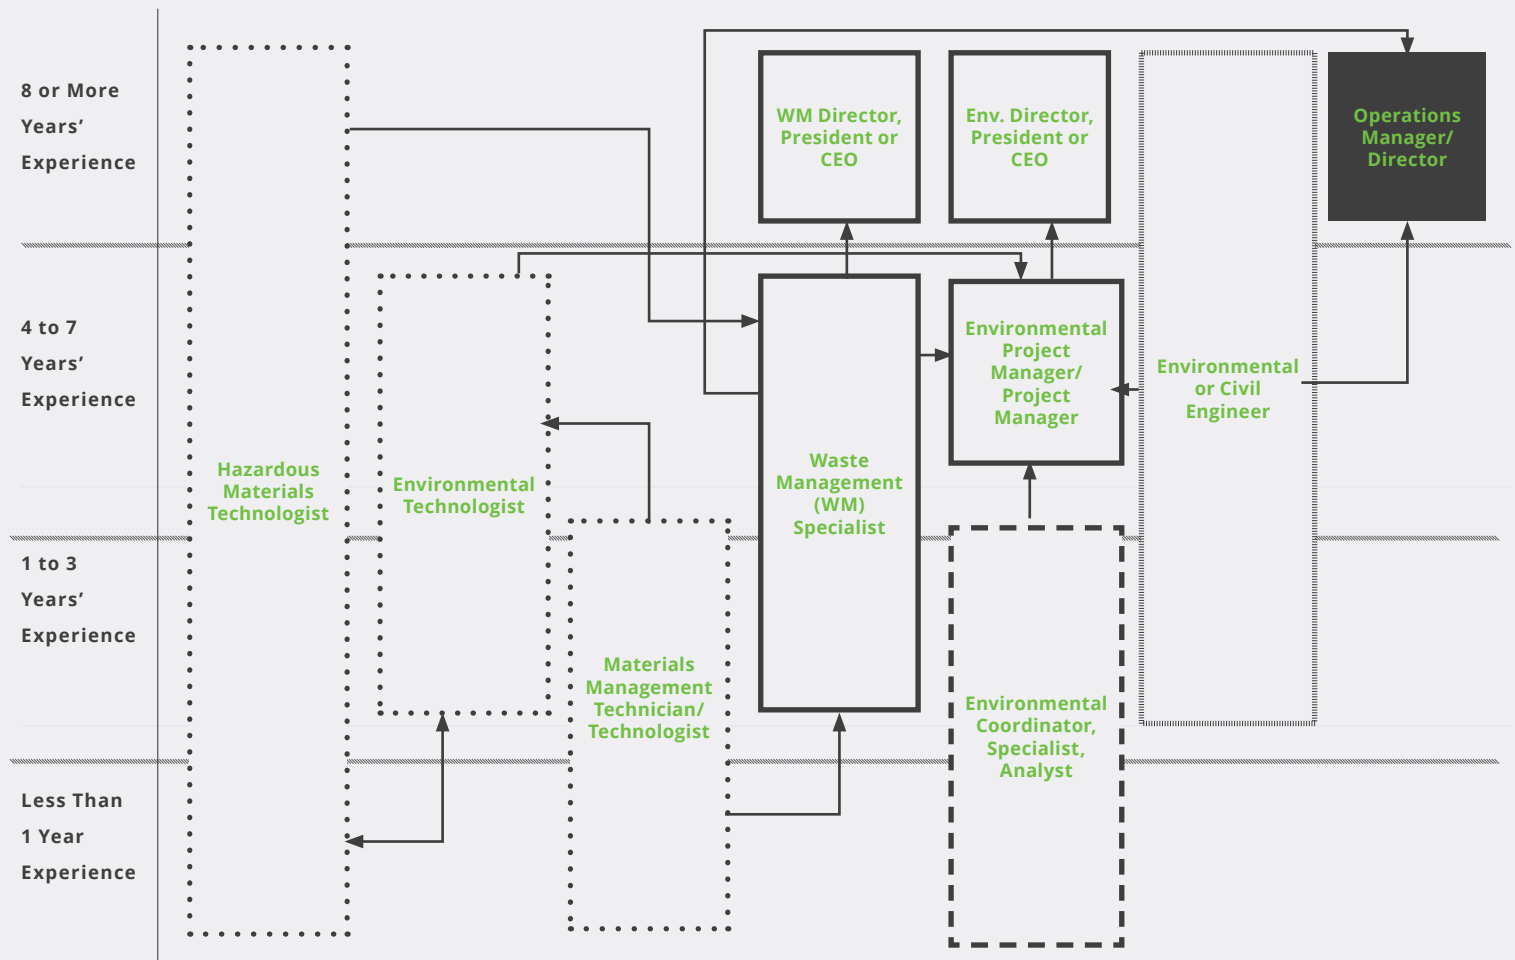 8 or More
Years’
Experience
WM Director,
President or
CEO
Env. Director,
President or
CEO
Operations
Manager/
Director
4 to 7
Years’
Experience
Environmental
Project
Manager/
Project
Manager
Environmental
or Civil
Engineer
Hazardous
Materials
Technologist
Environmental
Technologist
Waste
Management
(WM)
Specialist
1 to 3
Years’
Experience
Materials
Management
Technician/
Technologist
Environmental
Coordinator,
Specialist,
Analyst
Less Than
1 Year
Experience